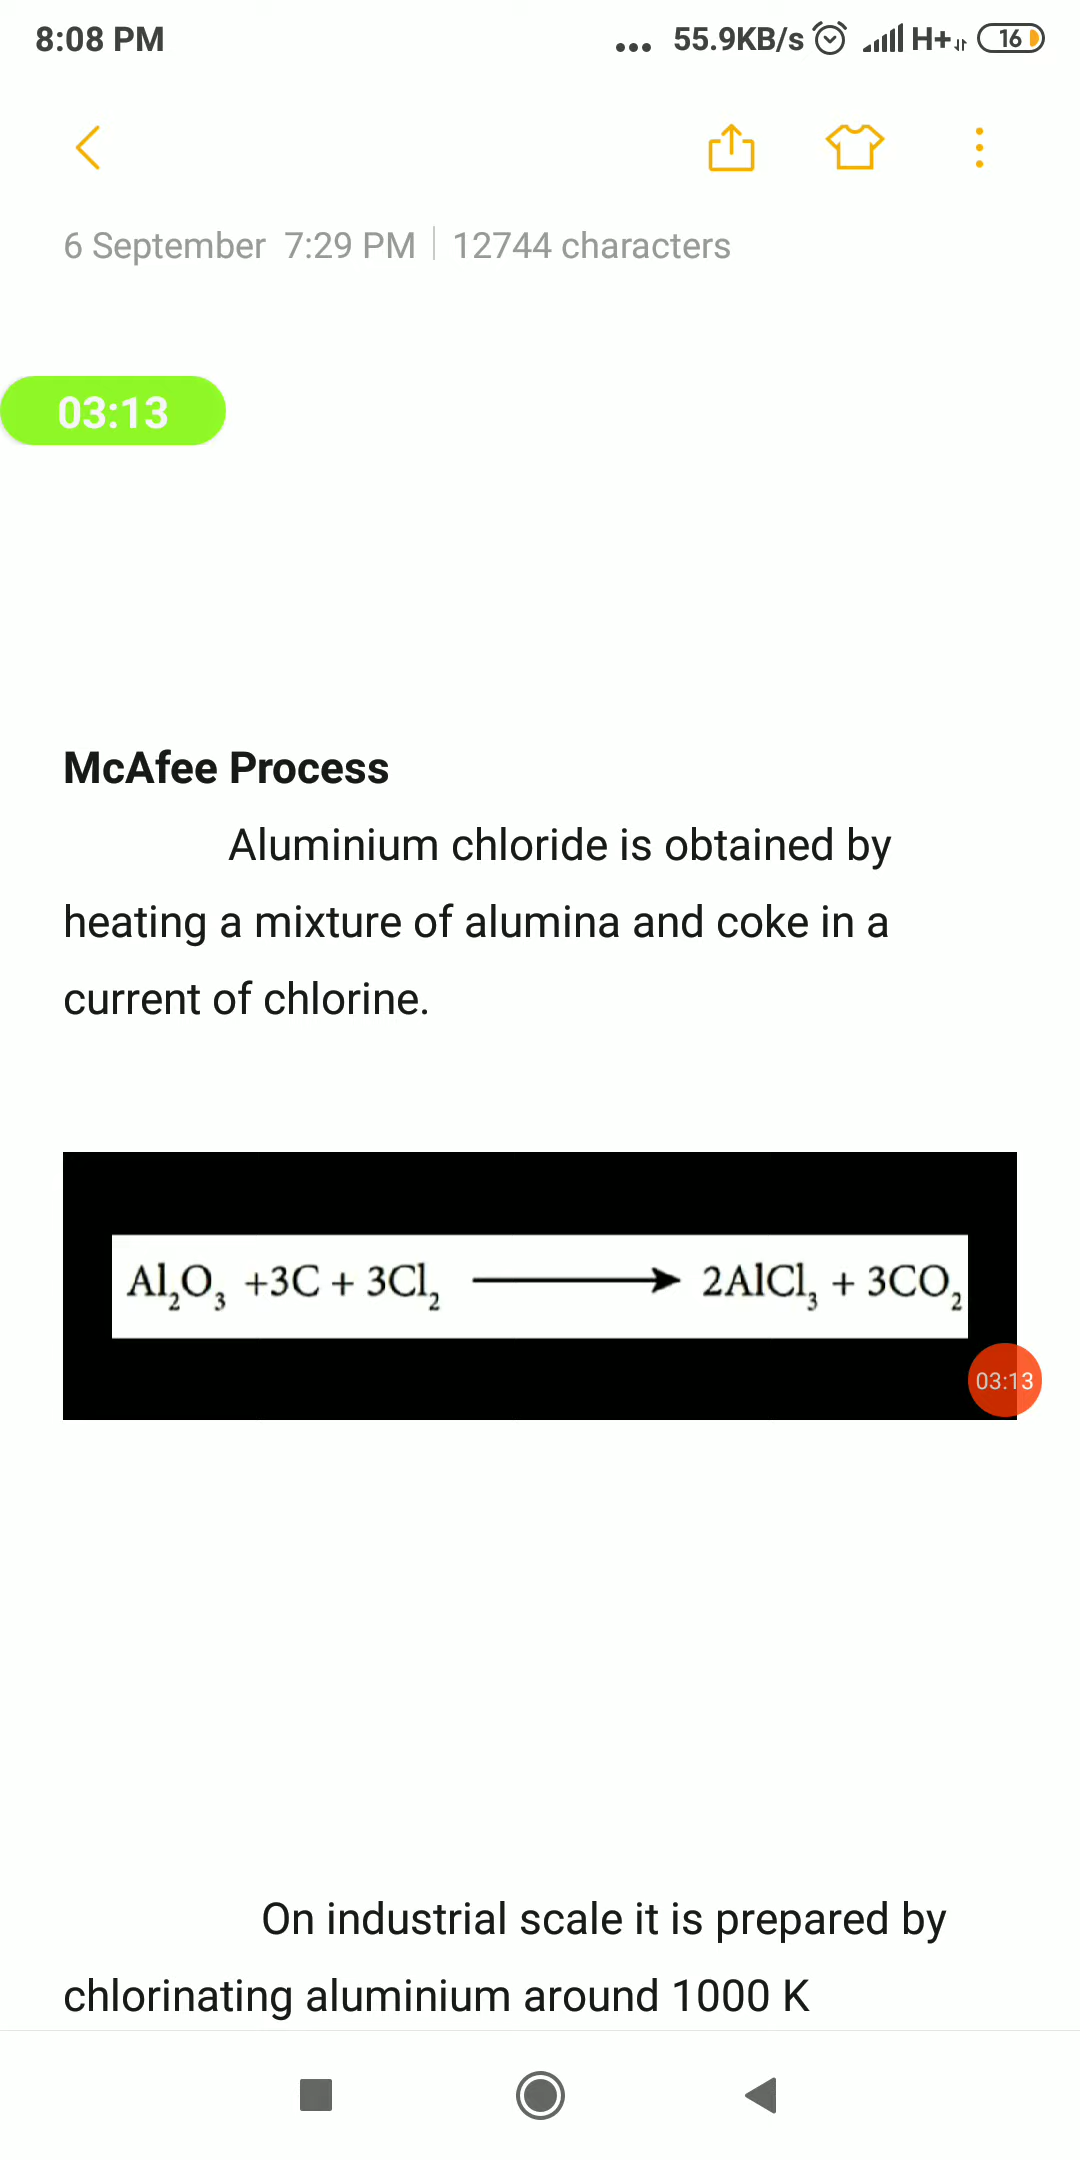 8:08 PM ... 55.9KB/s H+ 16
6 September 7:29 PM | 12744 characters
03:13
McAfee Process
Aluminium chloride is obtained by
heating a mixture of alumina and coke in a
current of chlorine.
Al₂O₃ +3C + 3Cl₂ ⟶ 2AlCl₃ + 3CO₂
03:13
On industrial scale it is prepared by
chlorinating aluminium around 1000 K